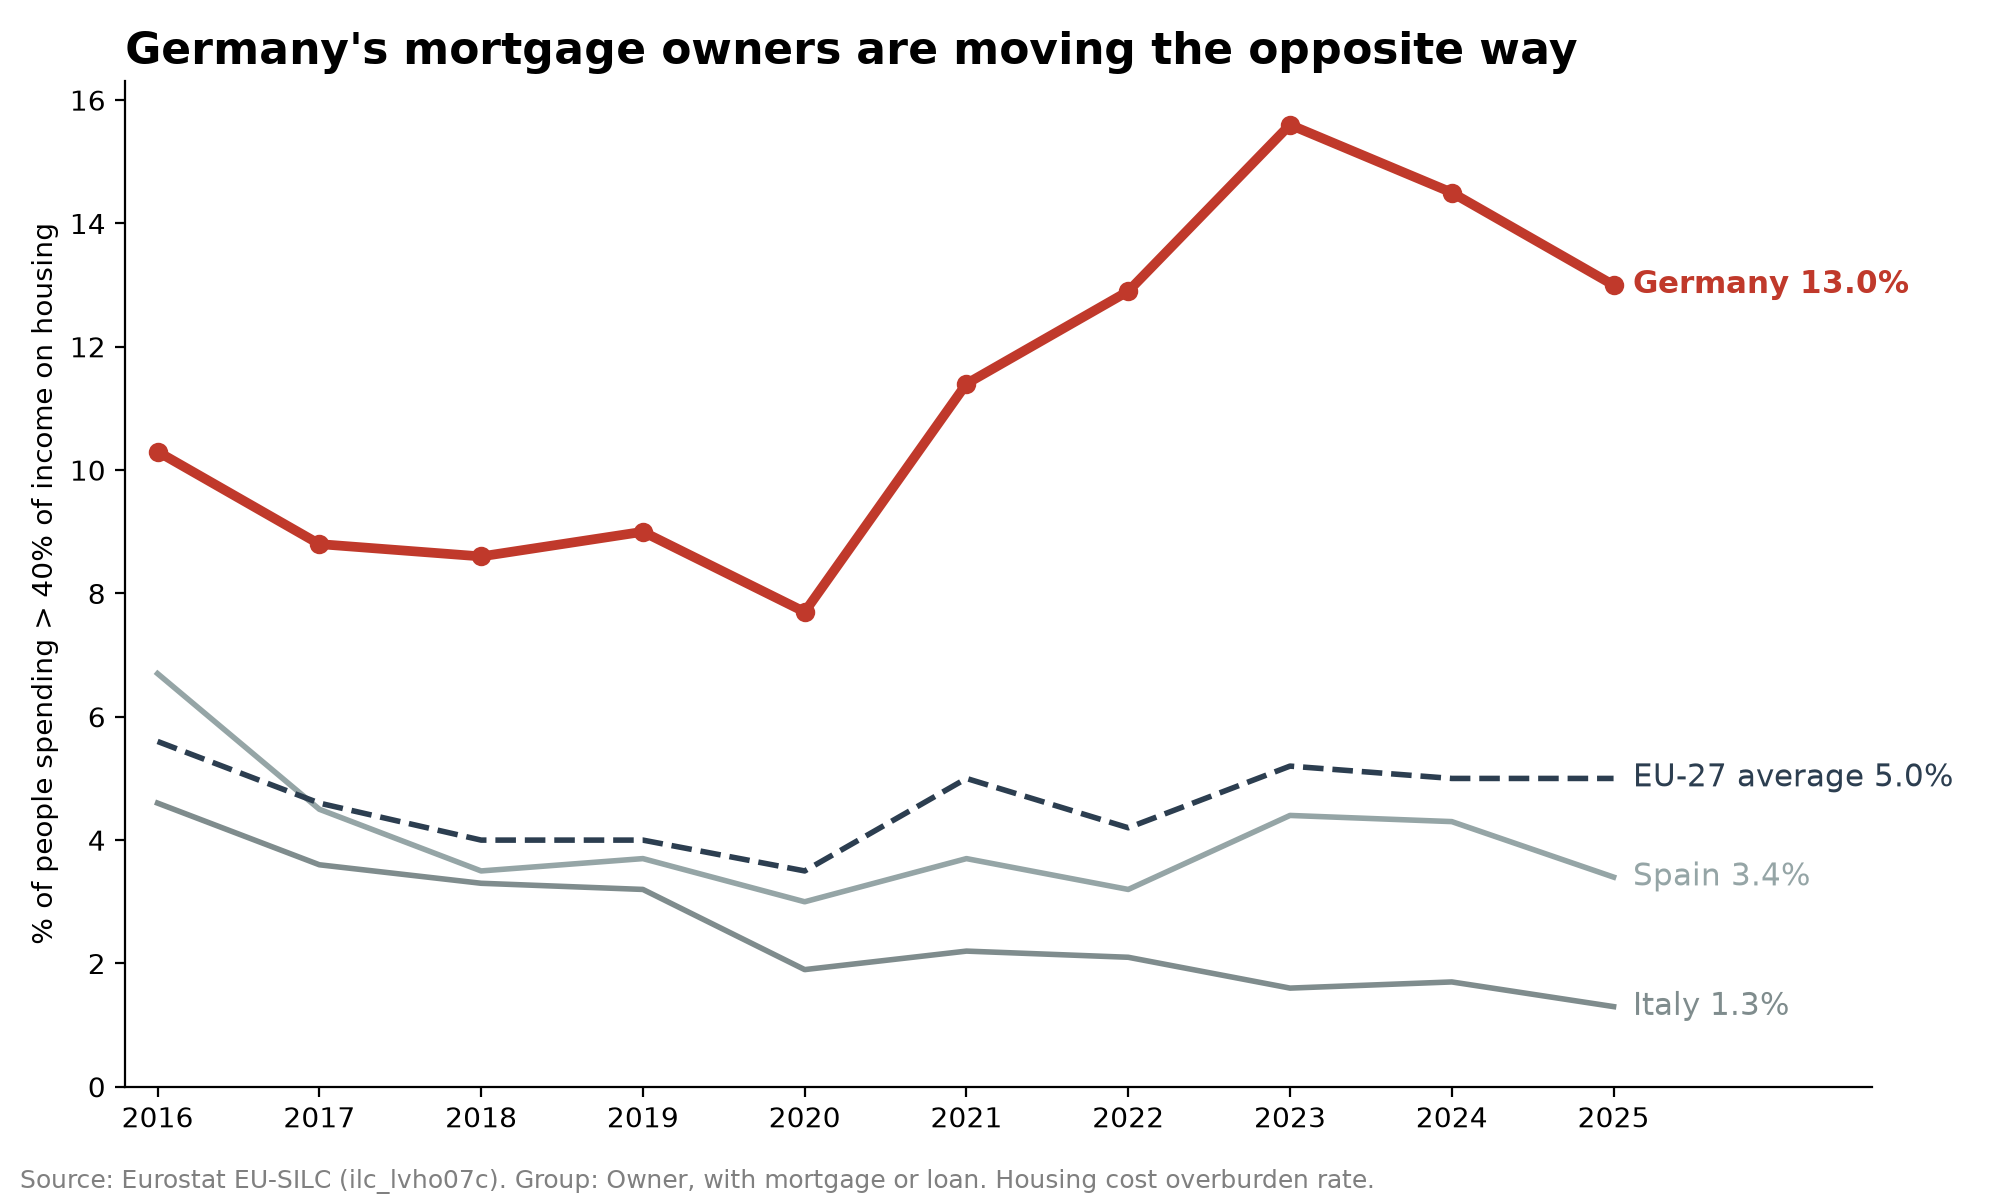 Germany's mortgage owners are moving the opposite way
% of people spending > 40% of income on housing
16
14
12
10
8
6
4
2
0
Germany 13.0%
EU-27 average 5.0%
Spain 3.4%
Italy 1.3%
2016 2017 2018 2019 2020 2021 2022 2023 2024 2025
Source: Eurostat EU-SILC (ilc_lvho07c). Group: Owner, with mortgage or loan. Housing cost overburden rate.